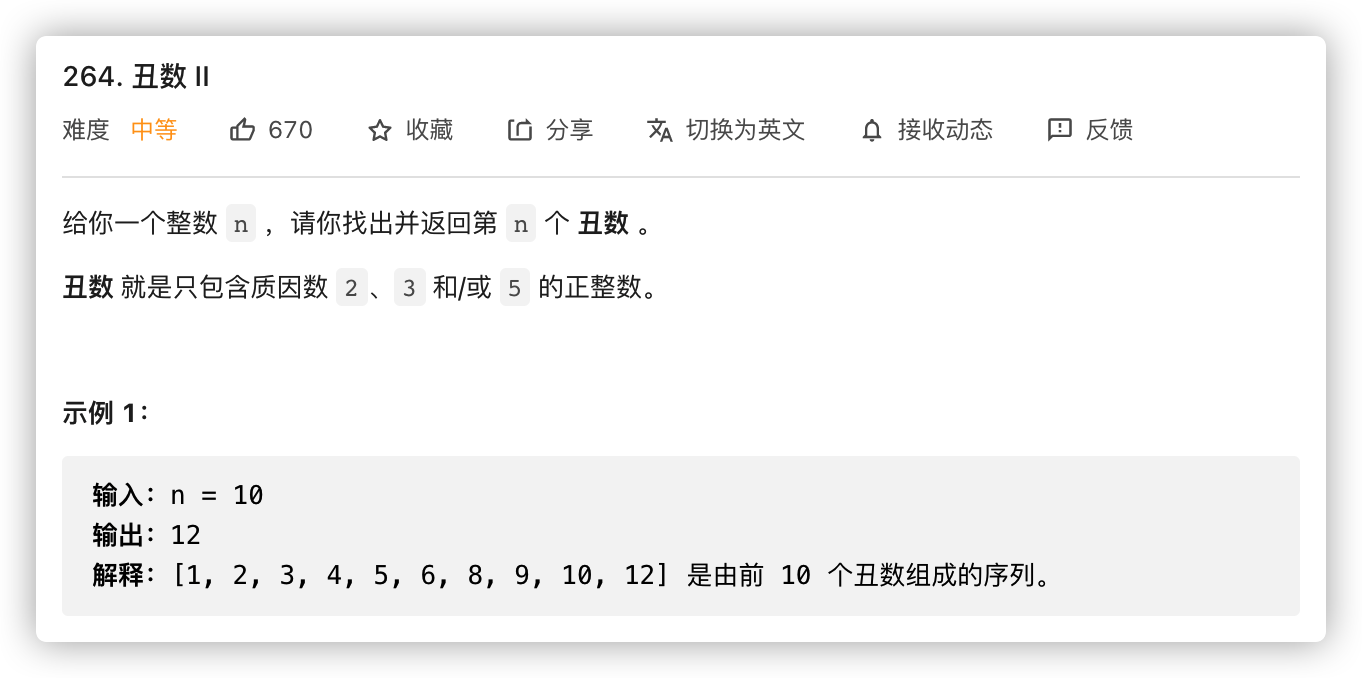 264. 丑数 II
难度 中等 670 收藏 分享 切换为英文 接收动态 反馈
给你一个整数 n ，请你找出并返回第 n 个 丑数 。
丑数 就是只包含质因数 2、3 和/或 5 的正整数。
示例 1：
输入：n = 10
输出：12
解释：[1, 2, 3, 4, 5, 6, 8, 9, 10, 12] 是由前 10 个丑数组成的序列。